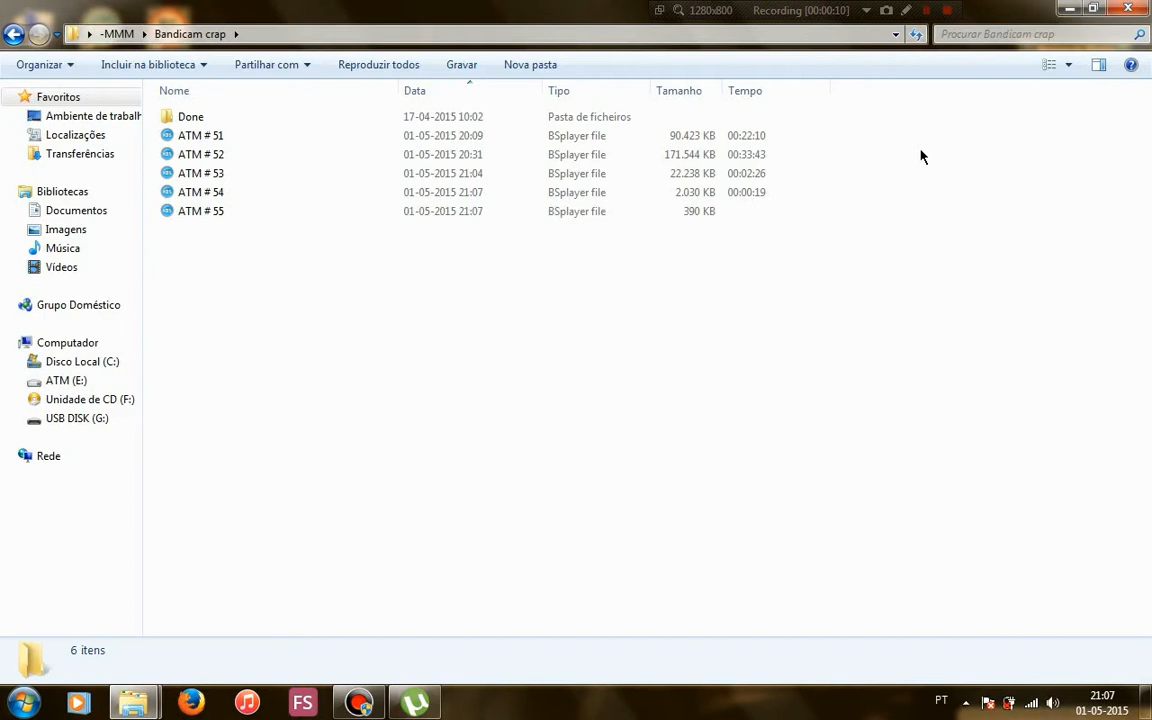 1280x800 Recording [00:00:10]
-MMM Bandicam crap Procurar Bandicam crap
Organizar Incluir na biblioteca Partilhar com Reproduzir todos Gravar Nova pasta
Nome Data Tipo Tamanho Tempo
Favoritos
Ambiente de trabalh
Localizações
Transferências
Bibliotecas
Documentos
Imagens
Música
Vídeos
Grupo Doméstico
Computador
Disco Local (C:)
ATM (E:)
Unidade de CD (F:)
USB DISK (G:)
Rede
Done 17-04-2015 10:02 Pasta de ficheiros
ATM # 51 01-05-2015 20:09 BSplayer file 90.423 KB 00:22:10
ATM # 52 01-05-2015 20:31 BSplayer file 171.544 KB 00:33:43
ATM # 53 01-05-2015 21:04 BSplayer file 22.238 KB 00:02:26
ATM # 54 01-05-2015 21:07 BSplayer file 2.030 KB 00:00:19
ATM # 55 01-05-2015 21:07 BSplayer file 390 KB
6 itens
FS
PT
21:07
01-05-2015